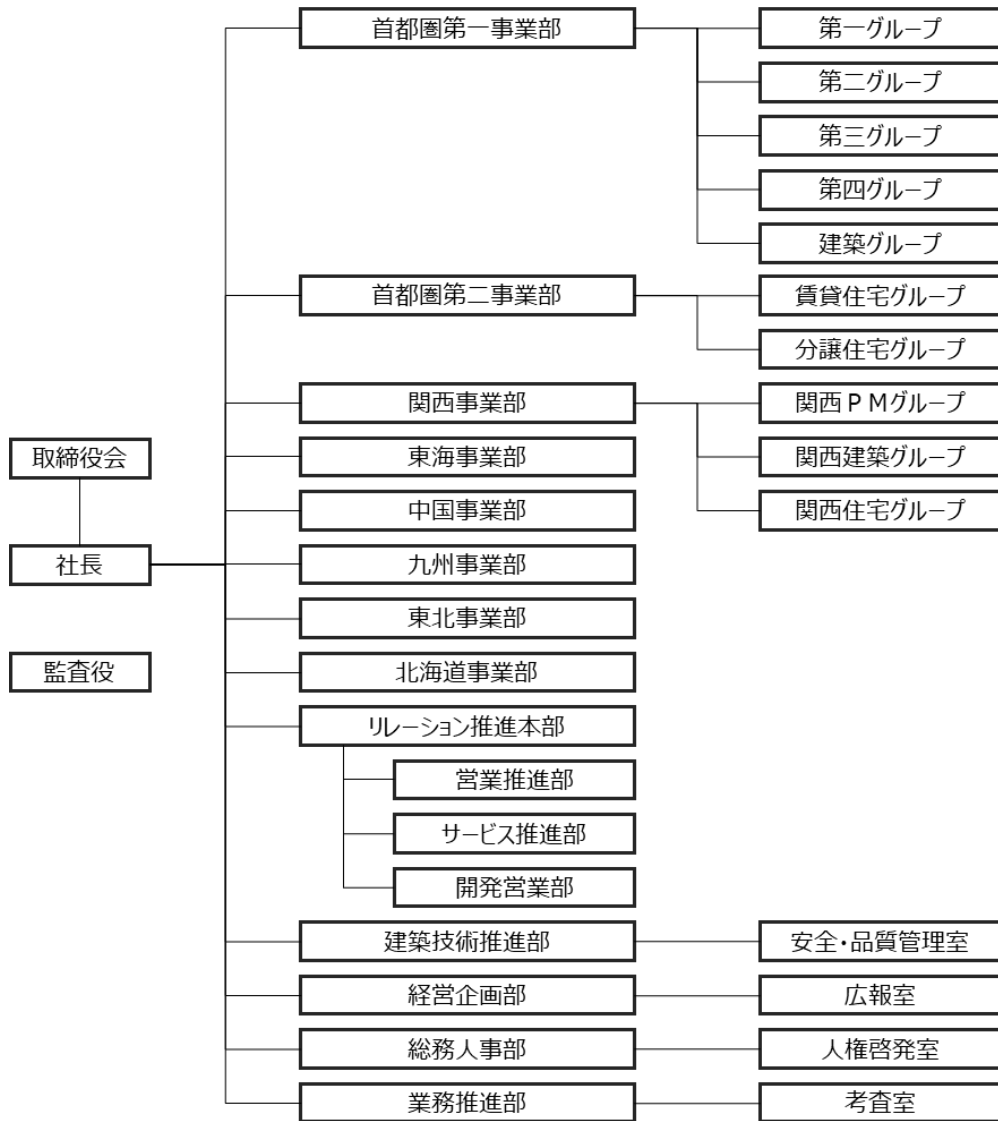 首都圏第一事業部
第一グループ
第二グループ
第三グループ
第四グループ
建築グループ
首都圏第二事業部
賃貸住宅グループ
分譲住宅グループ
関西事業部
関西ＰＭグループ
取締役会
東海事業部
関西建築グループ
中国事業部
関西住宅グループ
社長
九州事業部
東北事業部
監査役
北海道事業部
リレーション推進本部
営業推進部
サービス推進部
開発営業部
建築技術推進部
安全・品質管理室
経営企画部
広報室
総務人事部
人権啓発室
業務推進部
考査室